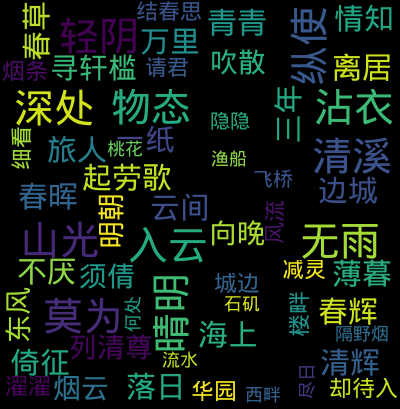 结春思
春草
轻阴
青青
纵使
情知
万里
烟条
寻轩槛
请君
吹散
离居
深处
物态
三年
沾衣
隐隐
细看
旅人
一纸
桃花
渔船
清溪
起劳歌
飞桥
边城
春晖
明朝
云间
风流
山光
入云
向晚
无雨
不厌
须倩
减灵
薄暮
晴明
城边
东风
莫为
何处
石矶
楼畔
春辉
海上
隔野烟
列清尊
倚征
流水
清辉
濯濯
烟云
落日
华园
西畔
尽日
却待入